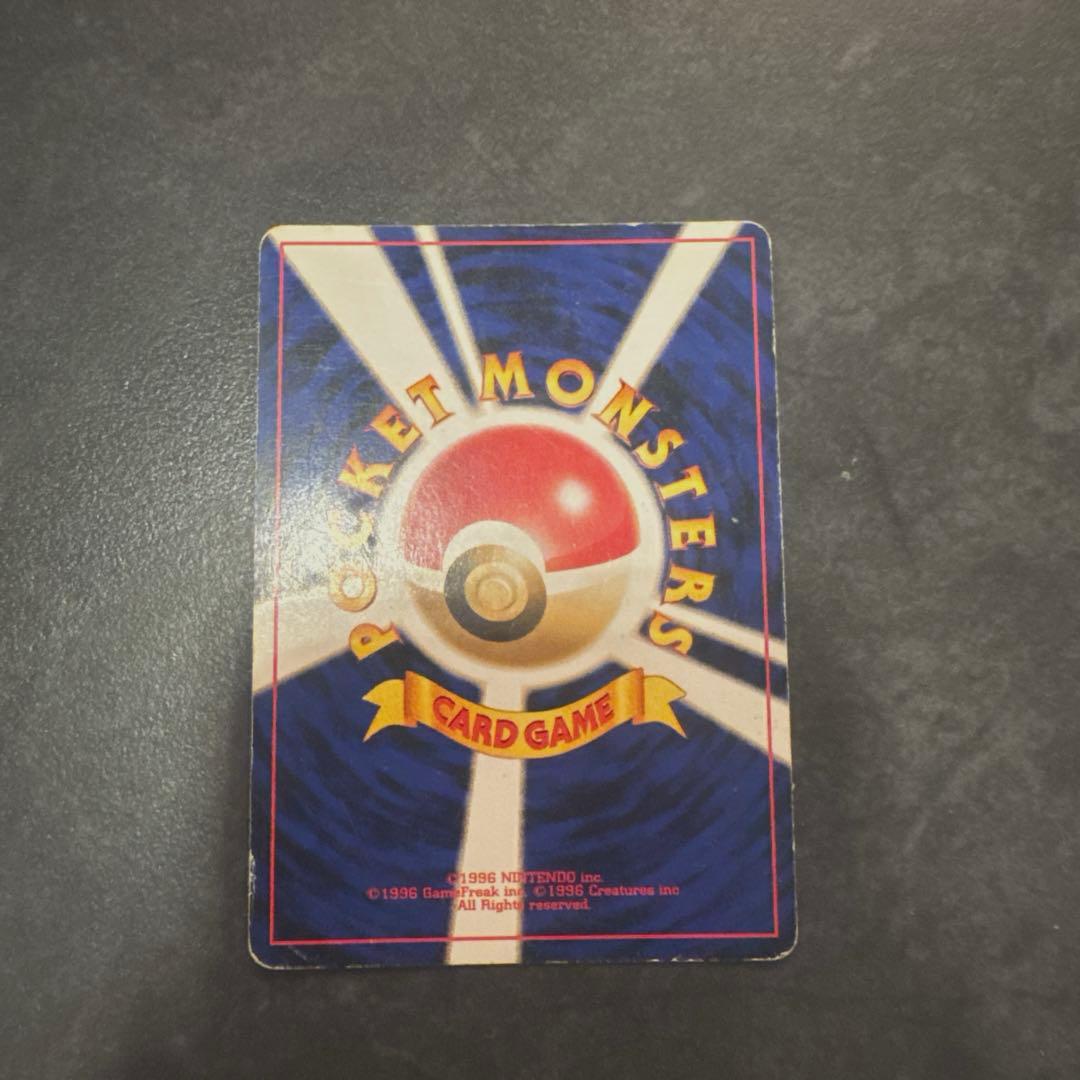 POCKET MONSTERS
CARD GAME
©1996 NINTENDO inc.
©1996 GameFreak inc. ©1996 Creatures inc
All Rights reserved.